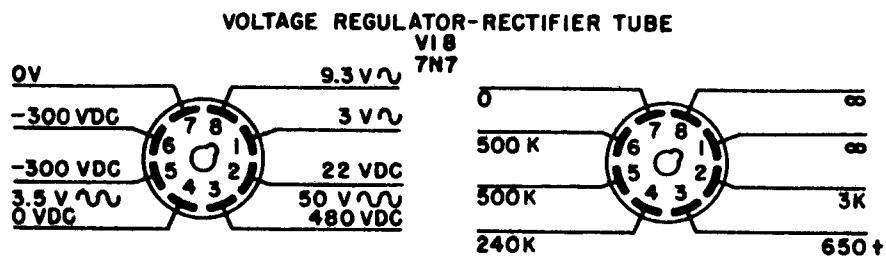 VOLTAGE REGULATOR-RECTIFIER TUBE
V18
7N7
0V
9.3 V∿
-300 VDC
3 V∿
-300 VDC
22 VDC
3.5 V∿∿
0 VDC
50 V∿∿
480 VDC
7 8
6 1
5 2
4 3
0
∞
500 K
∞
500K
3K
240K
650†
7 8
6 1
5 2
4 3